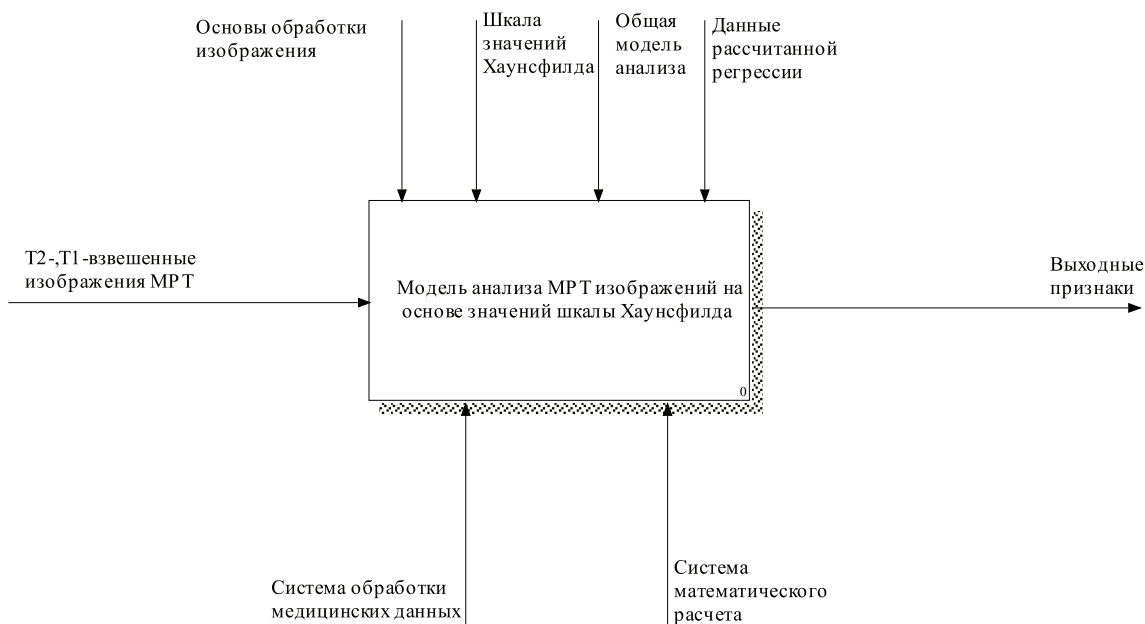 Основы обработки
изображения
Шкала
значений
Хаунсфилда
Общая
модель
анализа
Данные
рассчитанной
регрессии
Т2-,Т1-взвешенные
изображения МРТ
Модель анализа МРТ изображений на
основе значений шкалы Хаунсфилда
0
Выходные
признаки
Система обработки
медицинских данных
Система
математического
расчета